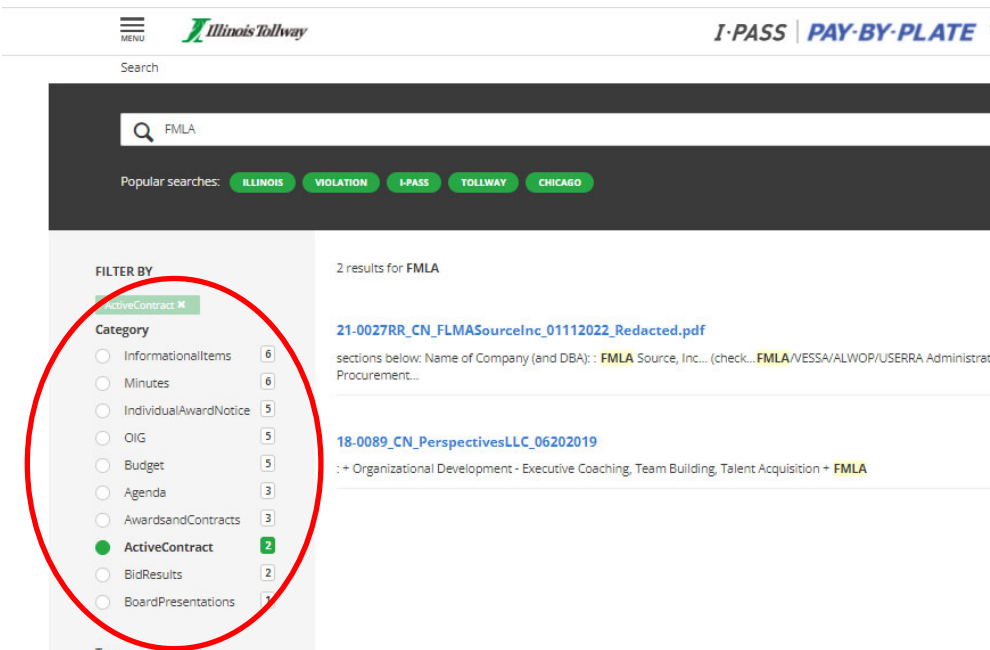 MENU
Illinois Tollway
I-PASS | PAY-BY-PLATE
Search
FMLA
Popular searches: ILLINOIS VIOLATION I-PASS TOLLWAY CHICAGO
FILTER BY
ActiveContract ✖
Category
InformationalItems 6
Minutes 6
IndividualAwardNotice 5
OIG 5
Budget 5
Agenda 3
AwardsandContracts 3
ActiveContract 2
BidResults 2
BoardPresentations 1
2 results for FMLA
21-0027RR_CN_FLMASourceInc_01112022_Redacted.pdf
sections below: Name of Company (and DBA): : FMLA Source, Inc... (check...FMLA/VESSA/ALWOP/USERRA Administrat
Procurement...
18-0089_CN_PerspectivesLLC_06202019
: + Organizational Development - Executive Coaching, Team Building, Talent Acquisition + FMLA